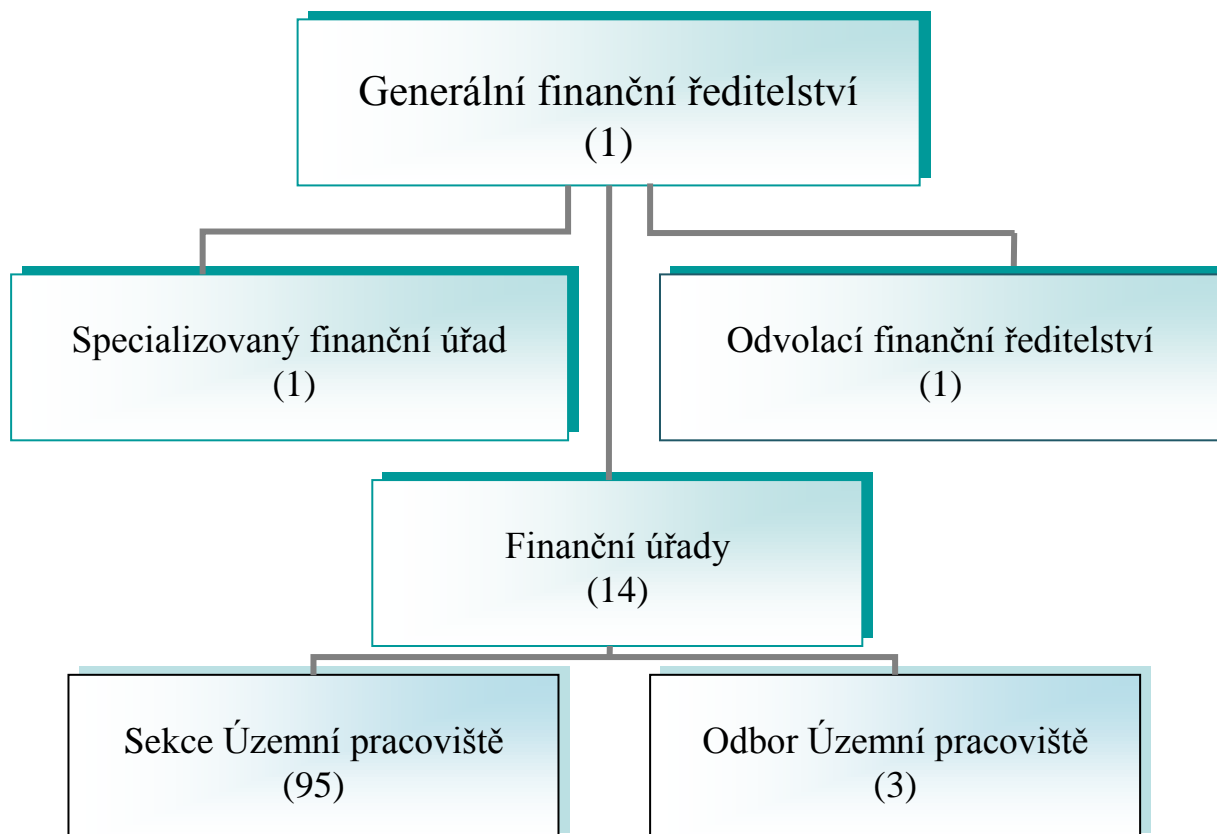 Generální finanční ředitelství
(1)
Specializovaný finanční úřad
(1)
Odvolací finanční ředitelství
(1)
Finanční úřady
(14)
Sekce Územní pracoviště
(95)
Odbor Územní pracoviště
(3)